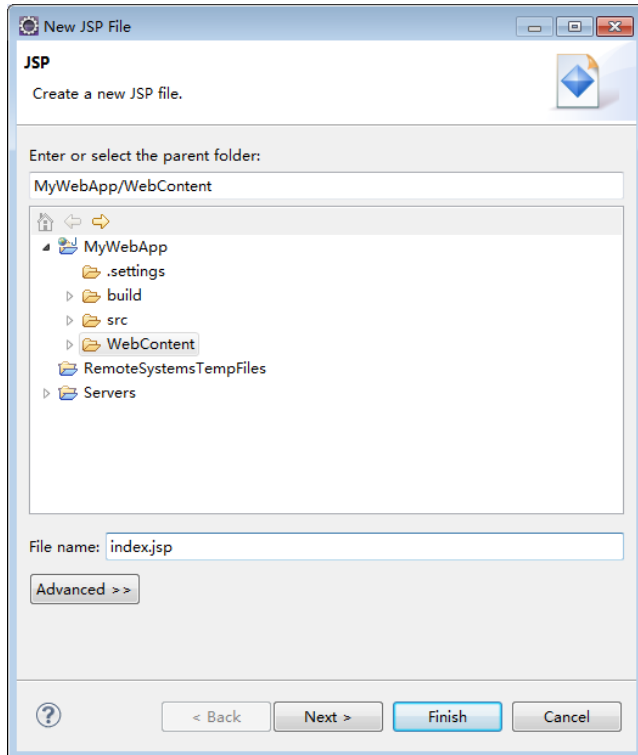 New JSP File
JSP
Create a new JSP file.
Enter or select the parent folder:
MyWebApp/WebContent
MyWebApp
.settings
build
src
WebContent
RemoteSystemsTempFiles
Servers
File name: index.jsp
Advanced >>
? < Back Next > Finish Cancel